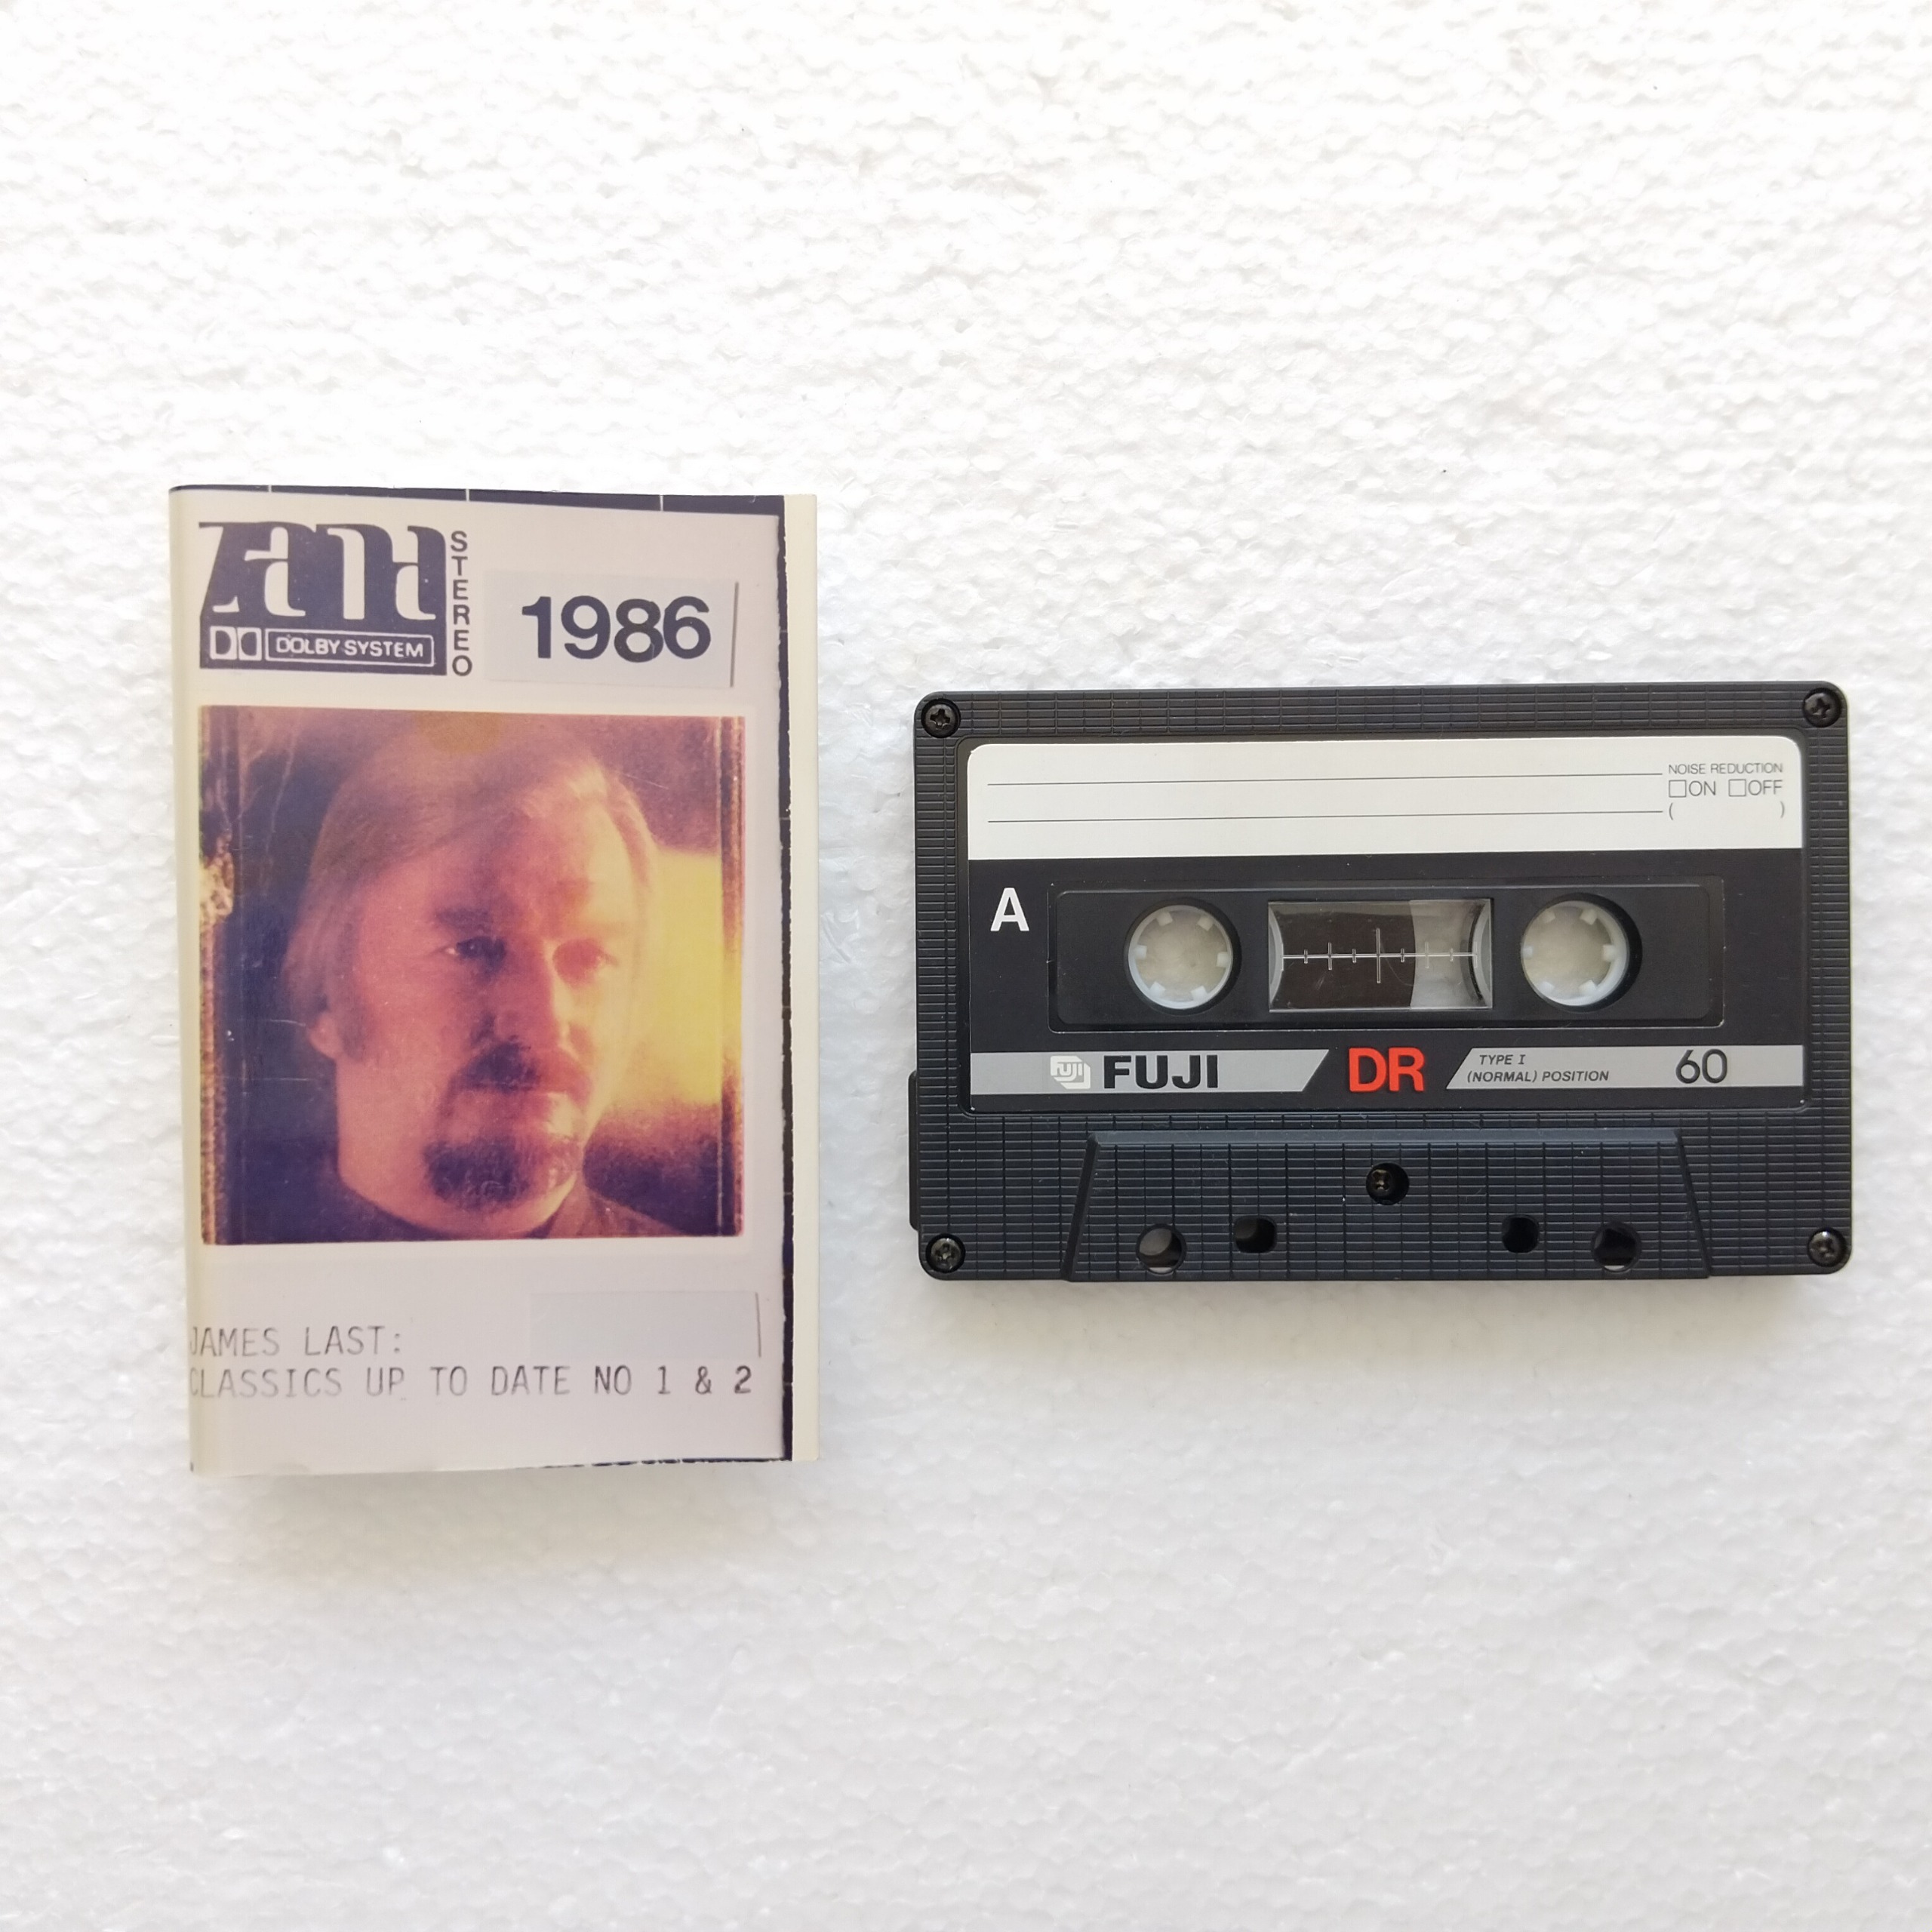 STEREO
1986
DOLBY SYSTEM
JAMES LAST:
CLASSICS UP TO DATE NO 1 & 2
NOISE REDUCTION
□ON □OFF
( )
A
FUJI
FUJI
DR
TYPE I
(NORMAL) POSITION
60